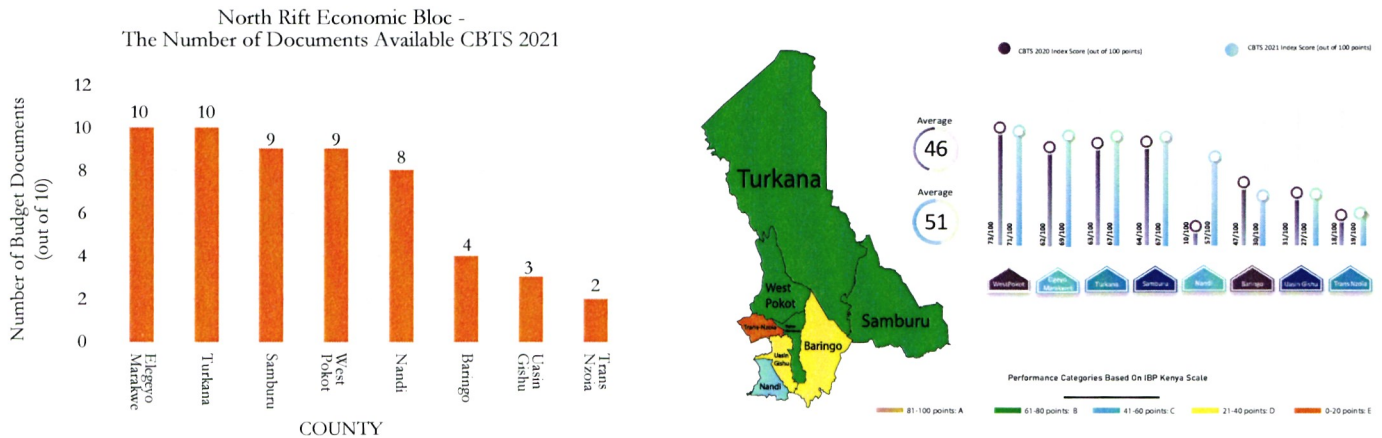 North Rift Economic Bloc -
The Number of Documents Available CBTS 2021
Number of Budget Documents
(out of 10)
12
10
8
6
4
2
0
10
10
9
9
8
4
3
2
Elegeyo
Marakwe
Turkana
Samburu
West
Pokot
Nandi
Baringo
Uasin
Gishu
Trans
Nzoia
COUNTY
Turkana
West
Pokot
Samburu
Trans-Nzoia
Baringo
Uasin
Gishu
Nandi
Average
46
Average
51
CBTS 2020 Index Score (out of 100 points)
CBTS 2021 Index Score (out of 100 points)
73/100
71/100
62/100
69/100
63/100
67/100
64/100
67/100
10/100
57/100
47/100
30/100
31/100
27/100
18/100
19/100
WestPokot
Marakwet
Turkana
Samburu
Nandi
Baringo
Uasin Gishu
Trans Nzoia
Performance Categories Based On IBP Kenya Scale
81-100 points: A
61-80 points: B
41-60 points: C
21-40 points: D
0-20 points: E